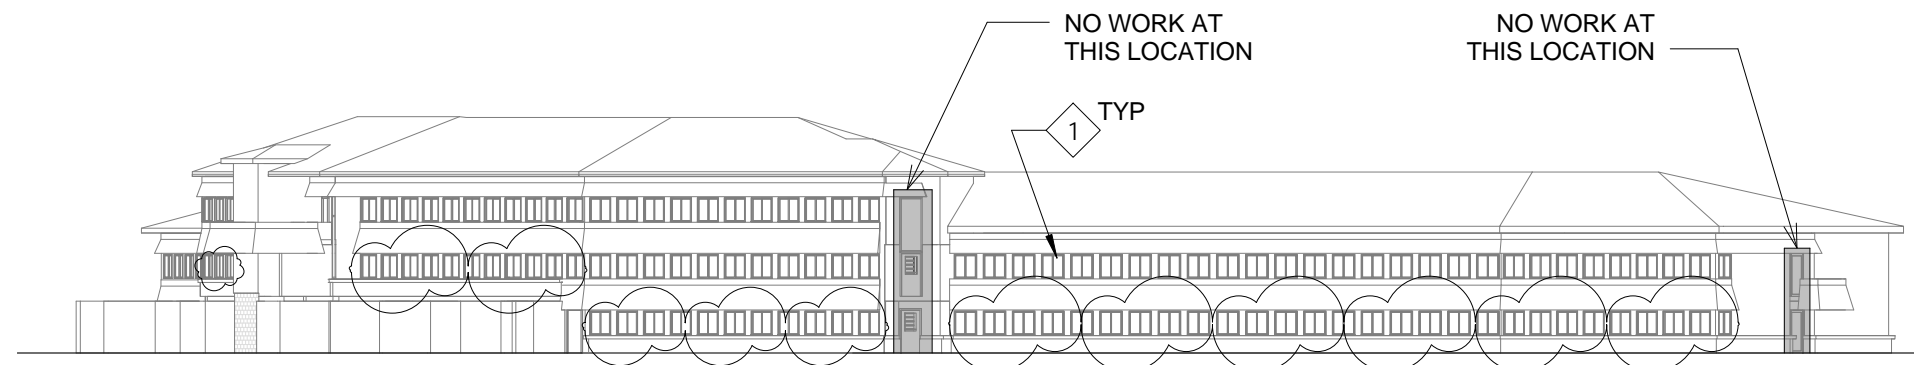 NO WORK AT
THIS LOCATION
NO WORK AT
THIS LOCATION
1 TYP